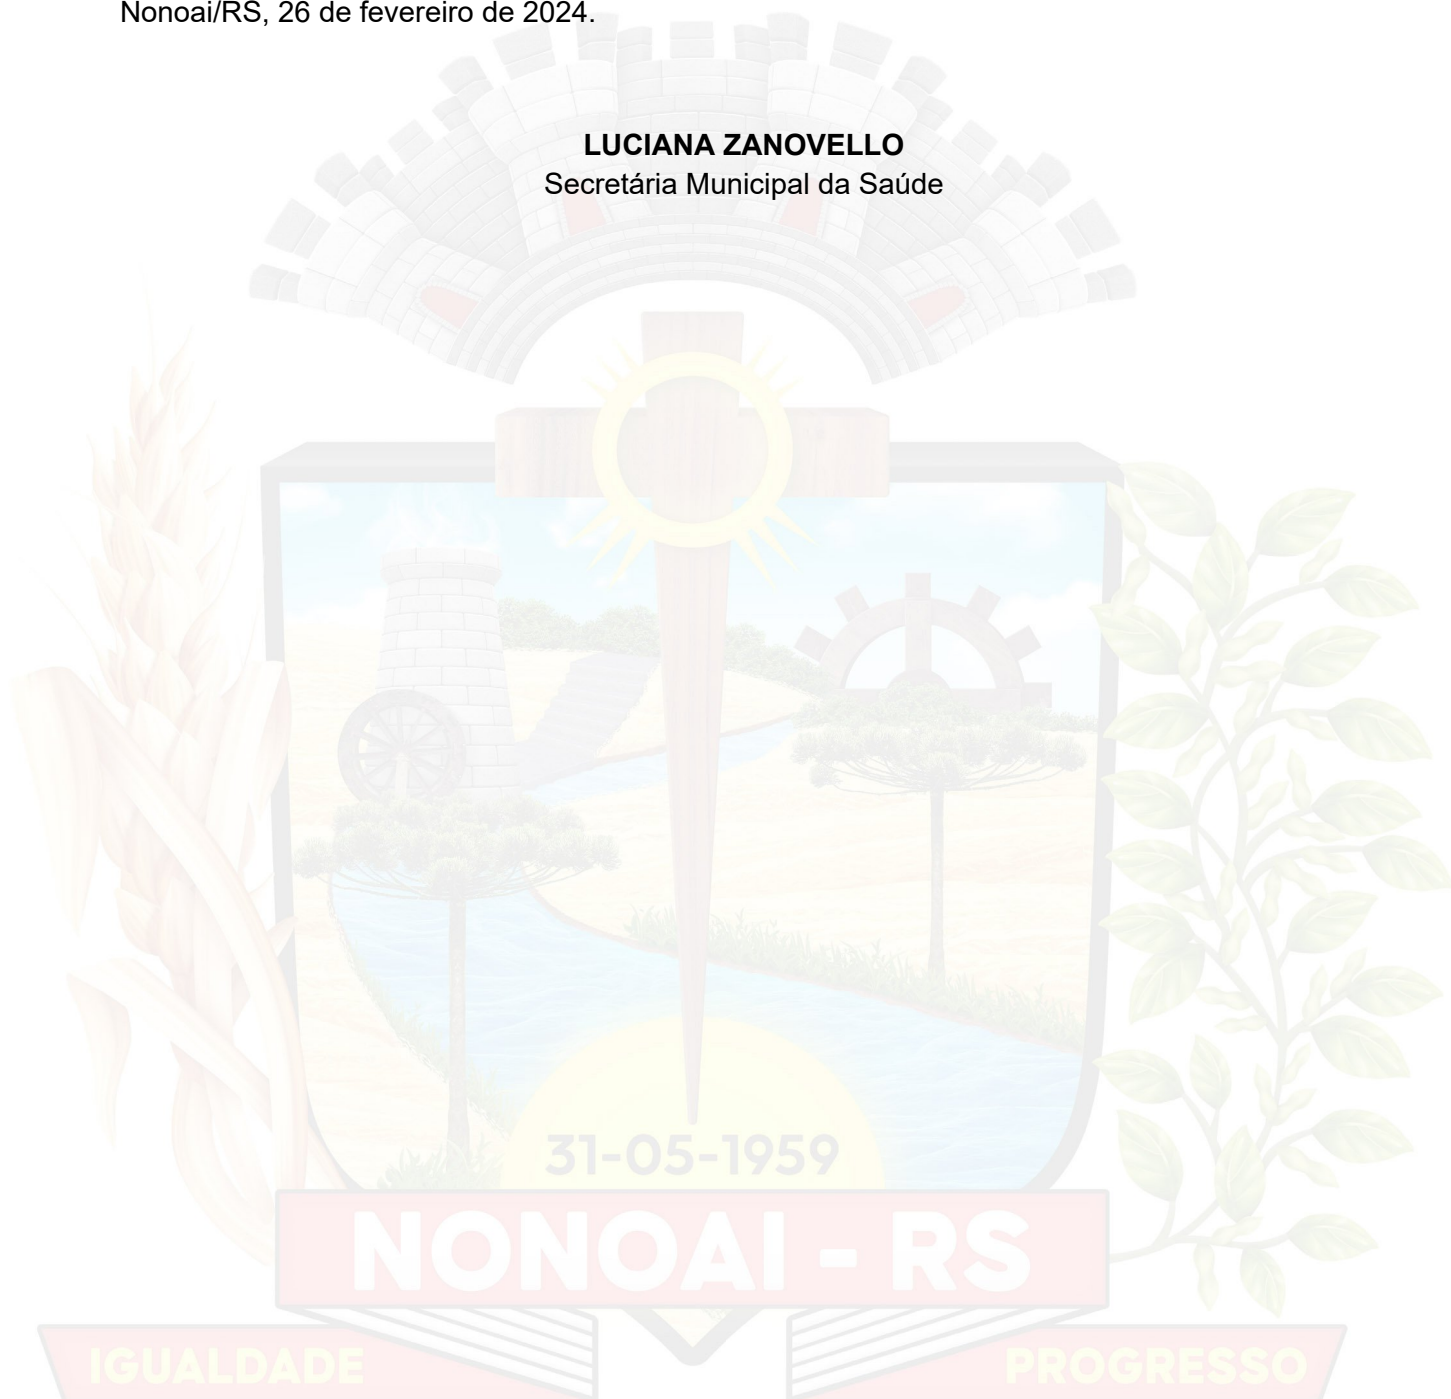 Nonoai/RS, 26 de fevereiro de 2024.
LUCIANA ZANOVELLO
Secretária Municipal da Saúde
31-05-1959
NONOAI - RS
IGUALDADE
PROGRESSO